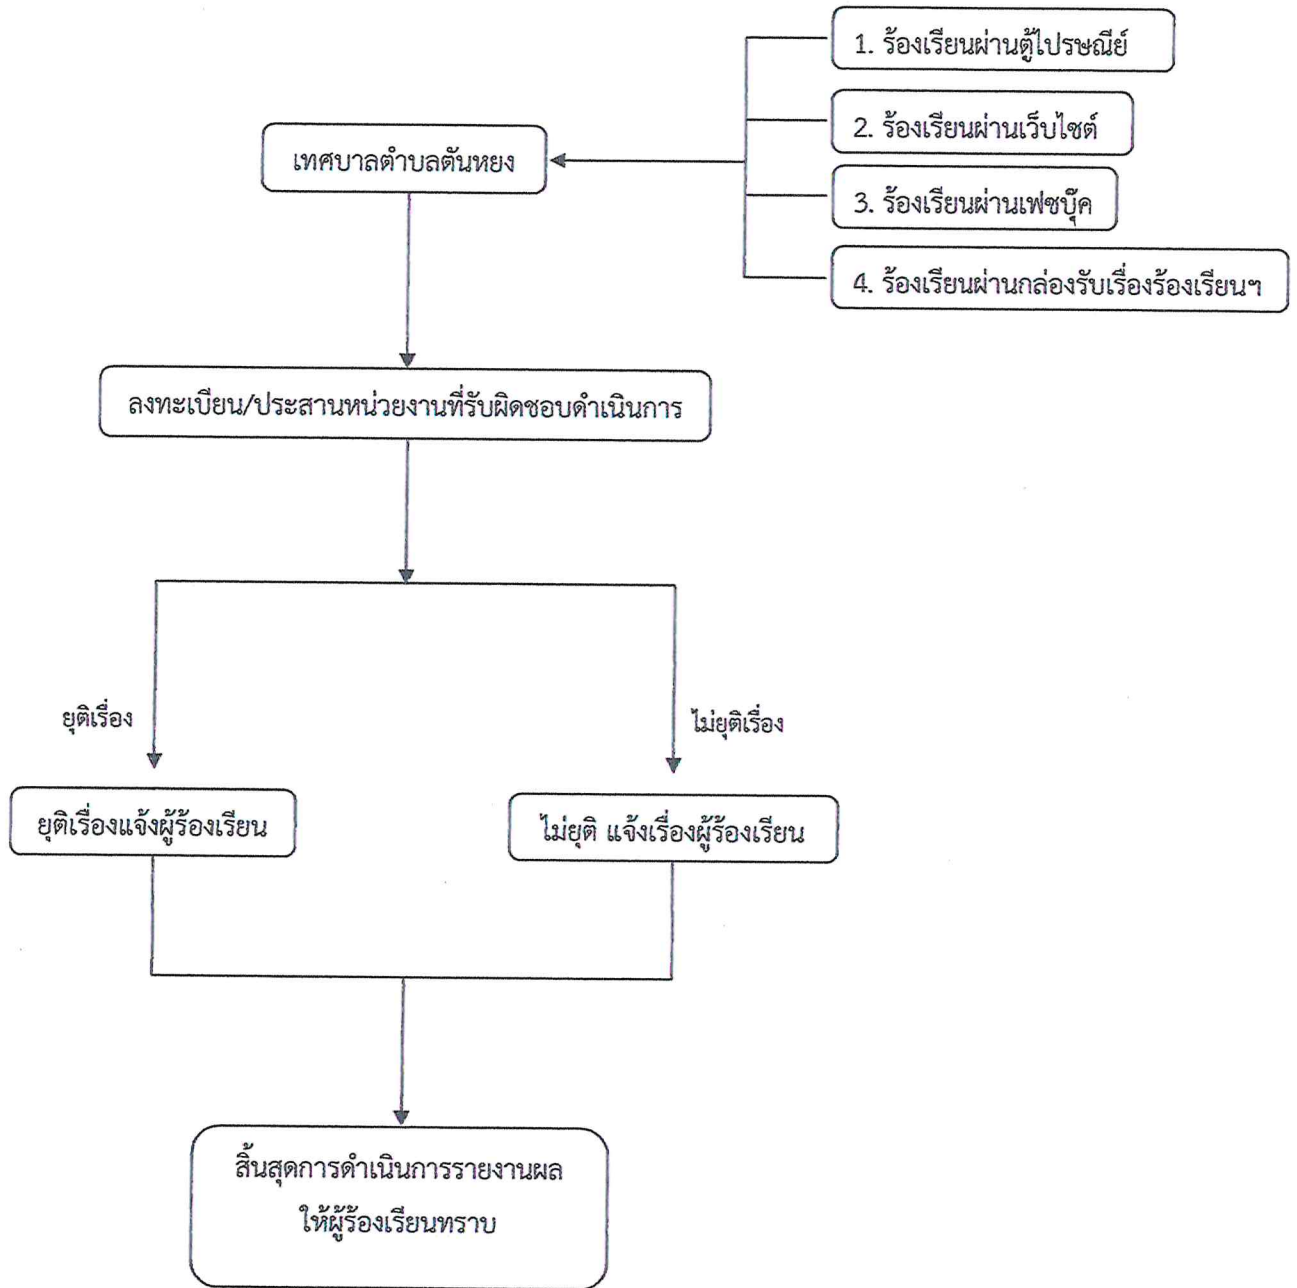 1. ร้องเรียนผ่านตู้ไปรษณีย์
2. ร้องเรียนผ่านเว็บไซต์
เทศบาลตำบลตันหยง
3. ร้องเรียนผ่านเฟซบุ๊ค
4. ร้องเรียนผ่านกล่องรับเรื่องร้องเรียนฯ
ลงทะเบียน/ประสานหน่วยงานที่รับผิดชอบดำเนินการ
ยุติเรื่อง
ไม่ยุติเรื่อง
ยุติเรื่องแจ้งผู้ร้องเรียน
ไม่ยุติ แจ้งเรื่องผู้ร้องเรียน
สิ้นสุดการดำเนินการรายงานผล
ให้ผู้ร้องเรียนทราบ